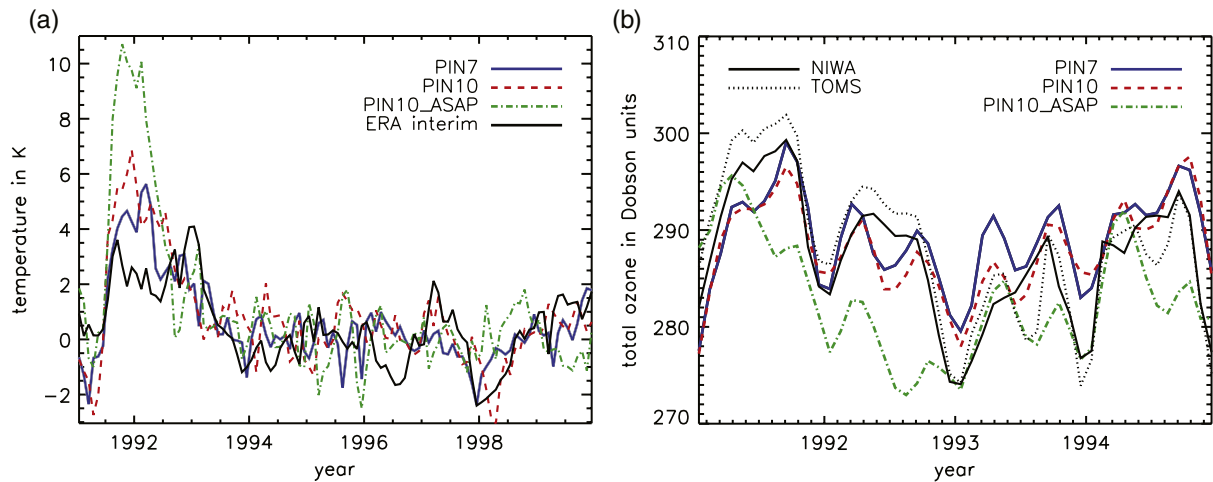 (a)
temperature in K
10
8
6
4
2
0
−2
PIN7
PIN10
PIN10_ASAP
ERA interim
1992
1994
1996
1998
year
(b)
total ozone in Dobson units
310
300
290
280
270
NIWA
TOMS
PIN7
PIN10
PIN10_ASAP
1992
1993
1994
year